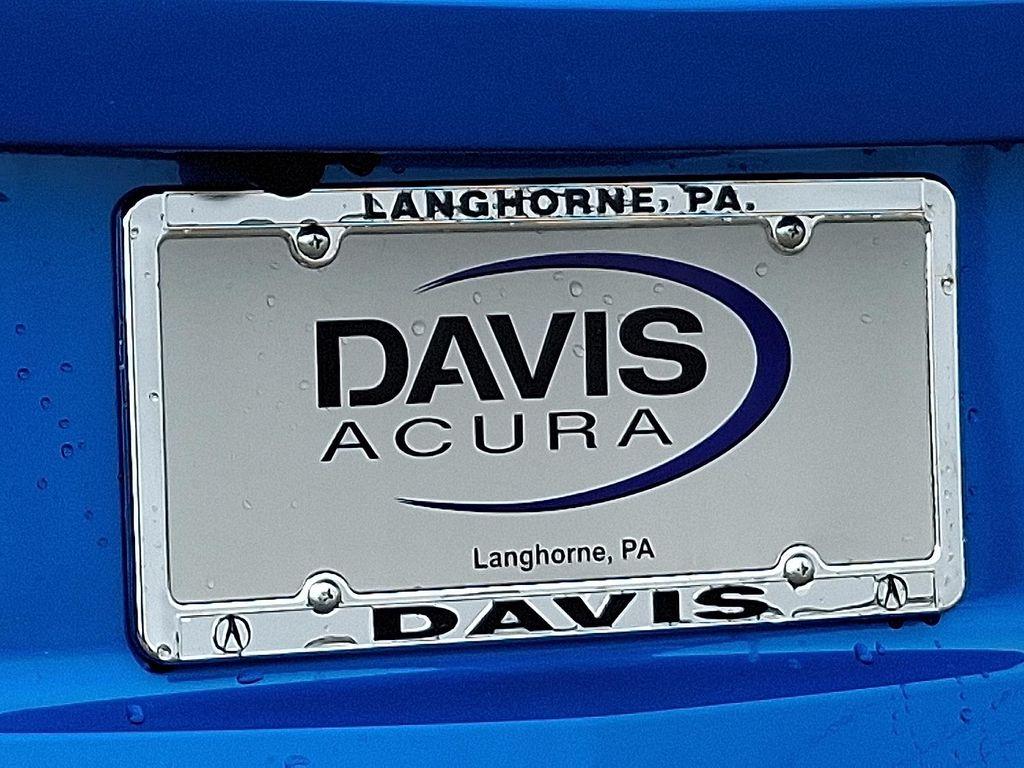 LANGHORNE, PA.
DAVIS
ACURA
Langhorne, PA
DAVIS